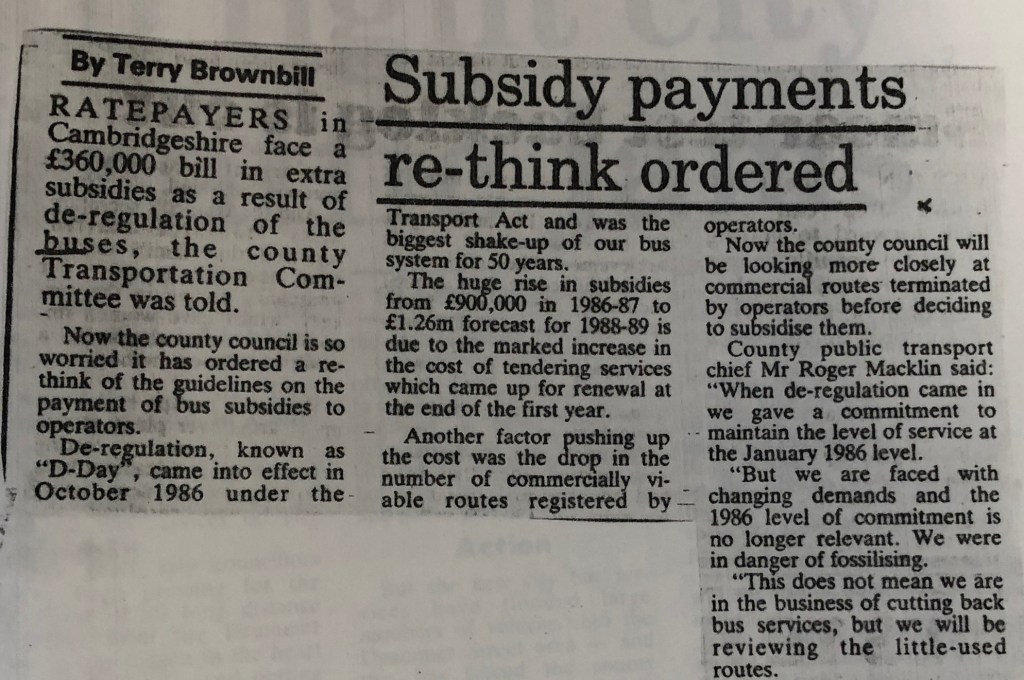 By Terry Brownbill
Subsidy payments
re-think ordered
RATEPAYERS in
Cambridgeshire face a
£360,000 bill in extra
subsidies as a result of
de-regulation of the
buses, the county
Transportation Com-
mittee was told.
Now the county council is so
worried it has ordered a re-
think of the guidelines on the
payment of bus subsidies to
operators.
De-regulation, known as
“D-Day”, came into effect in
October 1986 under the
Transport Act and was the
biggest shake-up of our bus
system for 50 years.
The huge rise in subsidies
from £900,000 in 1986-87 to
£1.26m forecast for 1988-89 is
due to the marked increase in
the cost of tendering services
which came up for renewal at
the end of the first year.
Another factor pushing up
the cost was the drop in the
number of commercially vi-
able routes registered by
operators.
Now the county council will
be looking more closely at
commercial routes terminated
by operators before deciding
to subsidise them.
County public transport
chief Mr Roger Macklin said:
“When de-regulation came in
we gave a commitment to
maintain the level of service at
the January 1986 level.
“But we are faced with
changing demands and the
1986 level of commitment is
no longer relevant. We were
in danger of fossilising.
“This does not mean we are
in the business of cutting back
bus services, but we will be
reviewing the little-used
routes.